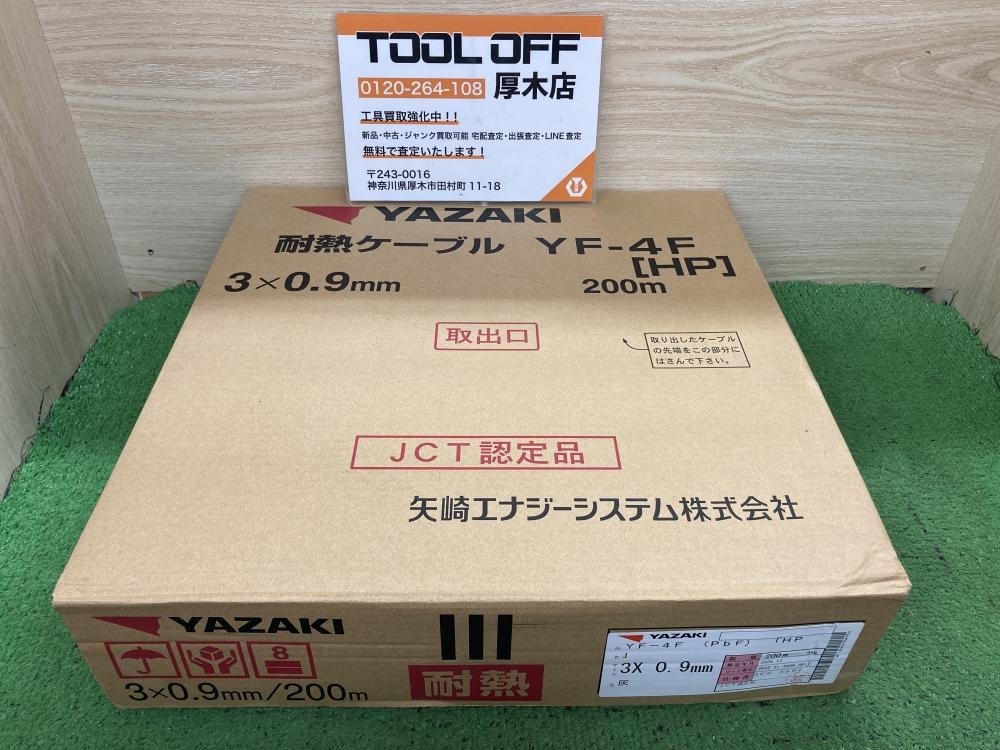 TOOL OFF
0120-264-108 厚木店
工具買取強化中!!
新品・中古・ジャンク買取可能 宅配査定・出張査定・LINE査定
無料で査定いたします!
〒243-0016
神奈川県厚木市田村町 11-18
YAZAKI
耐熱ケーブル YF-4F
[HP]
3×0.9mm 200m
取出口
取り出したケーブル
の先端をこの部分に
はさんで下さい。
JCT認定品
矢崎エナジーシステム株式会社
YAZAKI
8
3×0.9mm/200m
耐熱
YAZAKI
YF-4F (PbF) [HP
3X 0.9mm
灰
数量 200m